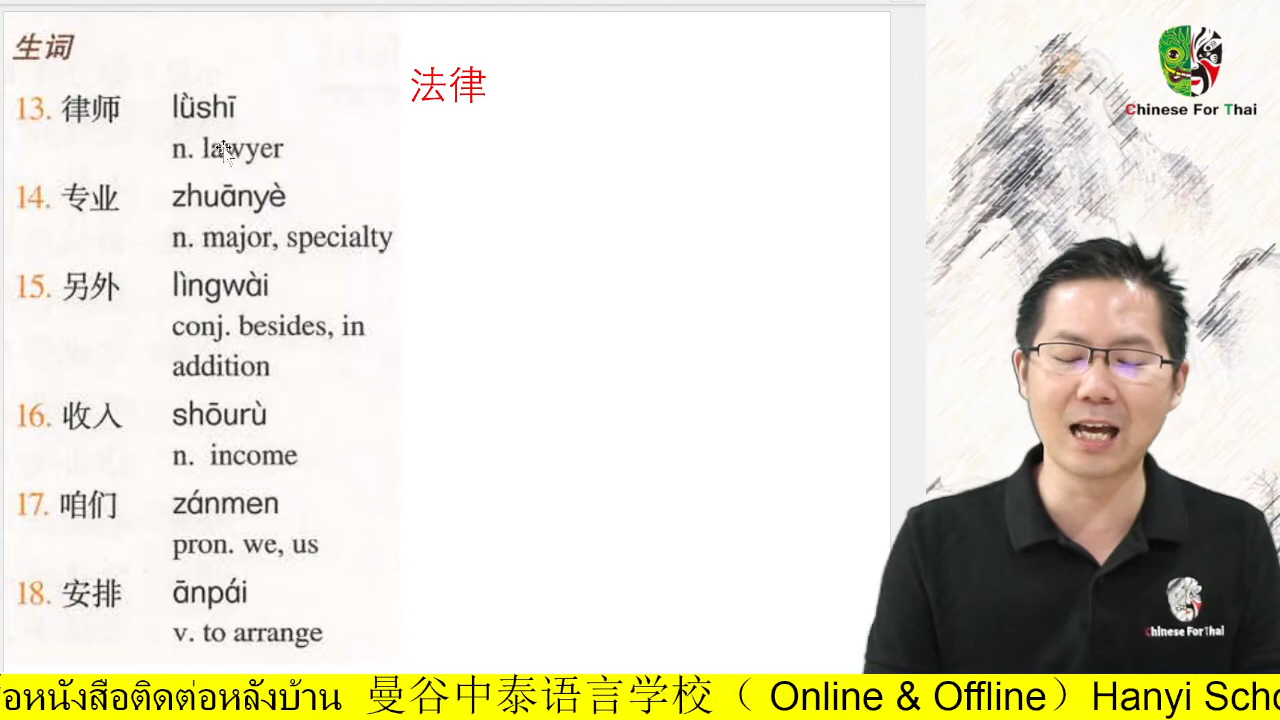 生词
13. 律师 lǜshī
n. lawyer
14. 专业 zhuānyè
n. major, specialty
15. 另外 lìngwài
conj. besides, in
addition
16. 收入 shōurù
n. income
17. 咱们 zánmen
pron. we, us
18. 安排 ānpái
v. to arrange
法律
Chinese For Thai
Chinese For Thai
อหนังสือติดต่อหลังบ้าน 曼谷中泰语言学校（ Online & Offline）Hanyi Scho